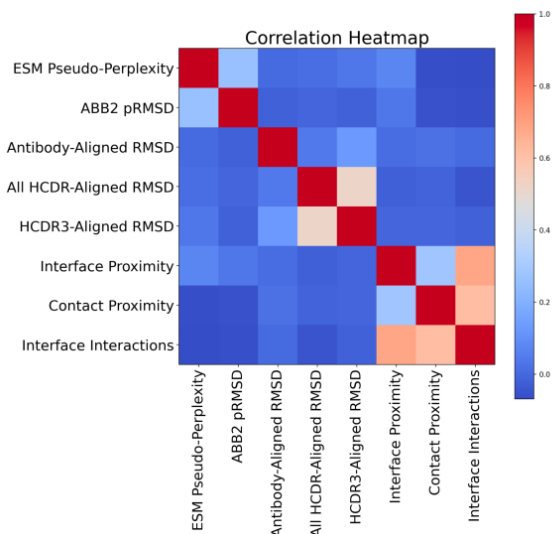 Correlation Heatmap
ESM Pseudo-Perplexity
ABB2 pRMSD
Antibody-Aligned RMSD
All HCDR-Aligned RMSD
HCDR3-Aligned RMSD
Interface Proximity
Contact Proximity
Interface Interactions
ESM Pseudo-Perplexity
ABB2 pRMSD
Antibody-Aligned RMSD
All HCDR-Aligned RMSD
HCDR3-Aligned RMSD
Interface Proximity
Contact Proximity
Interface Interactions
1.0
0.8
0.6
0.4
0.2
0.0